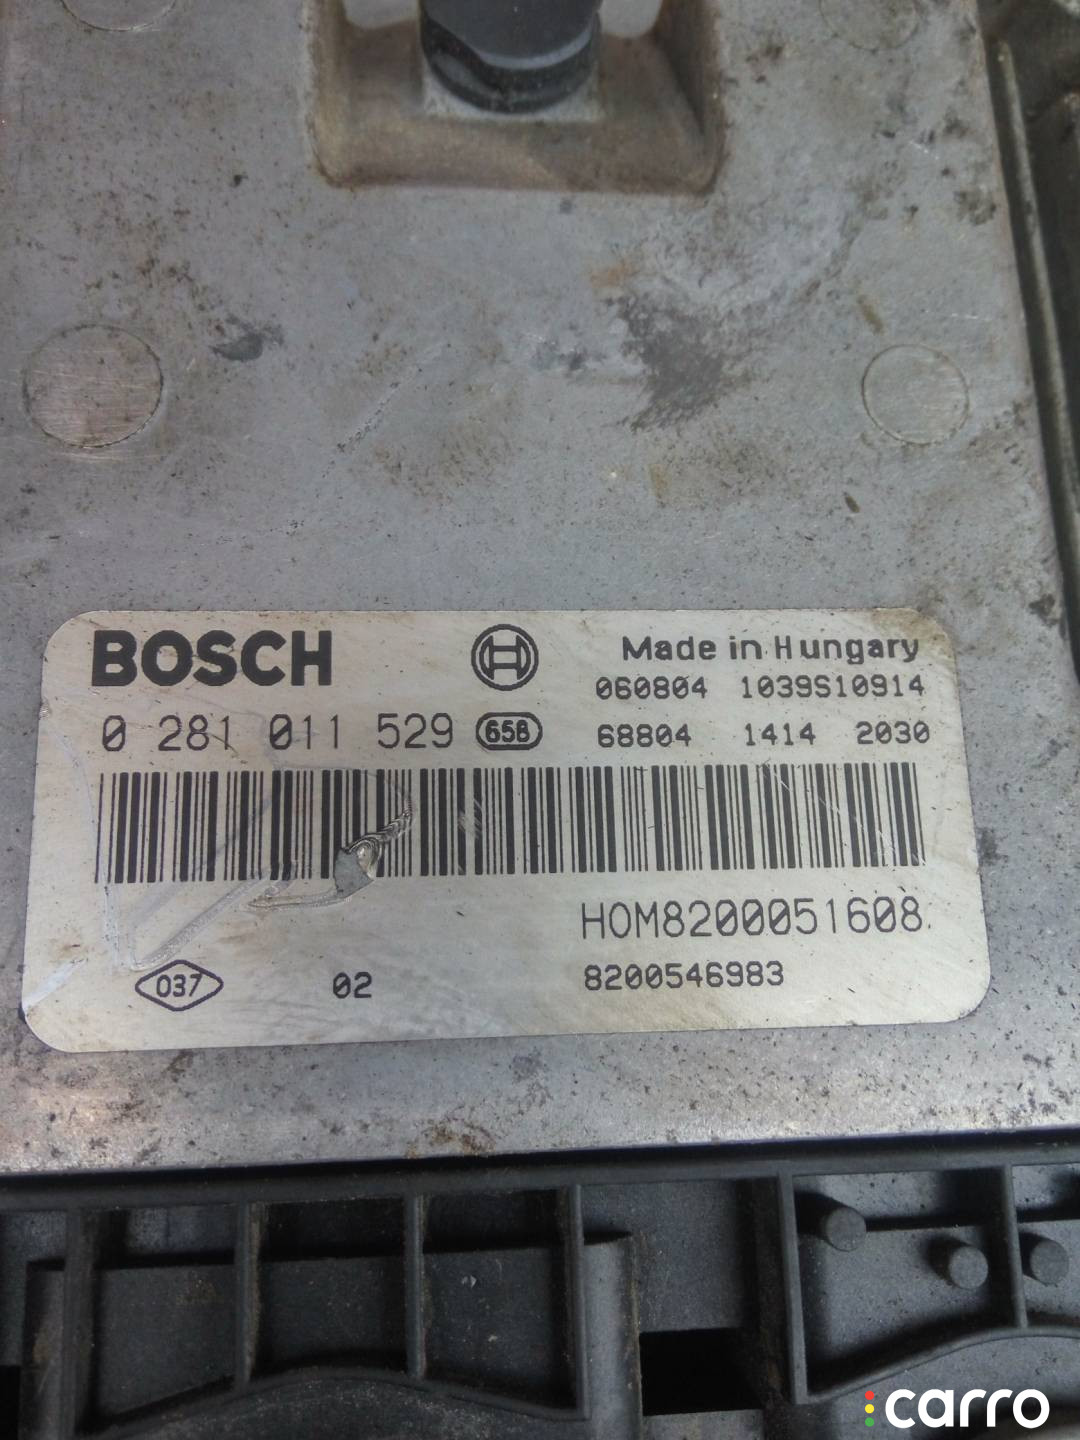 BOSCH
Made in Hungary
060804 1039S10914
0 281 011 529 658 68804 1414 2030
HOM8200051608
037 02 8200546983
carro